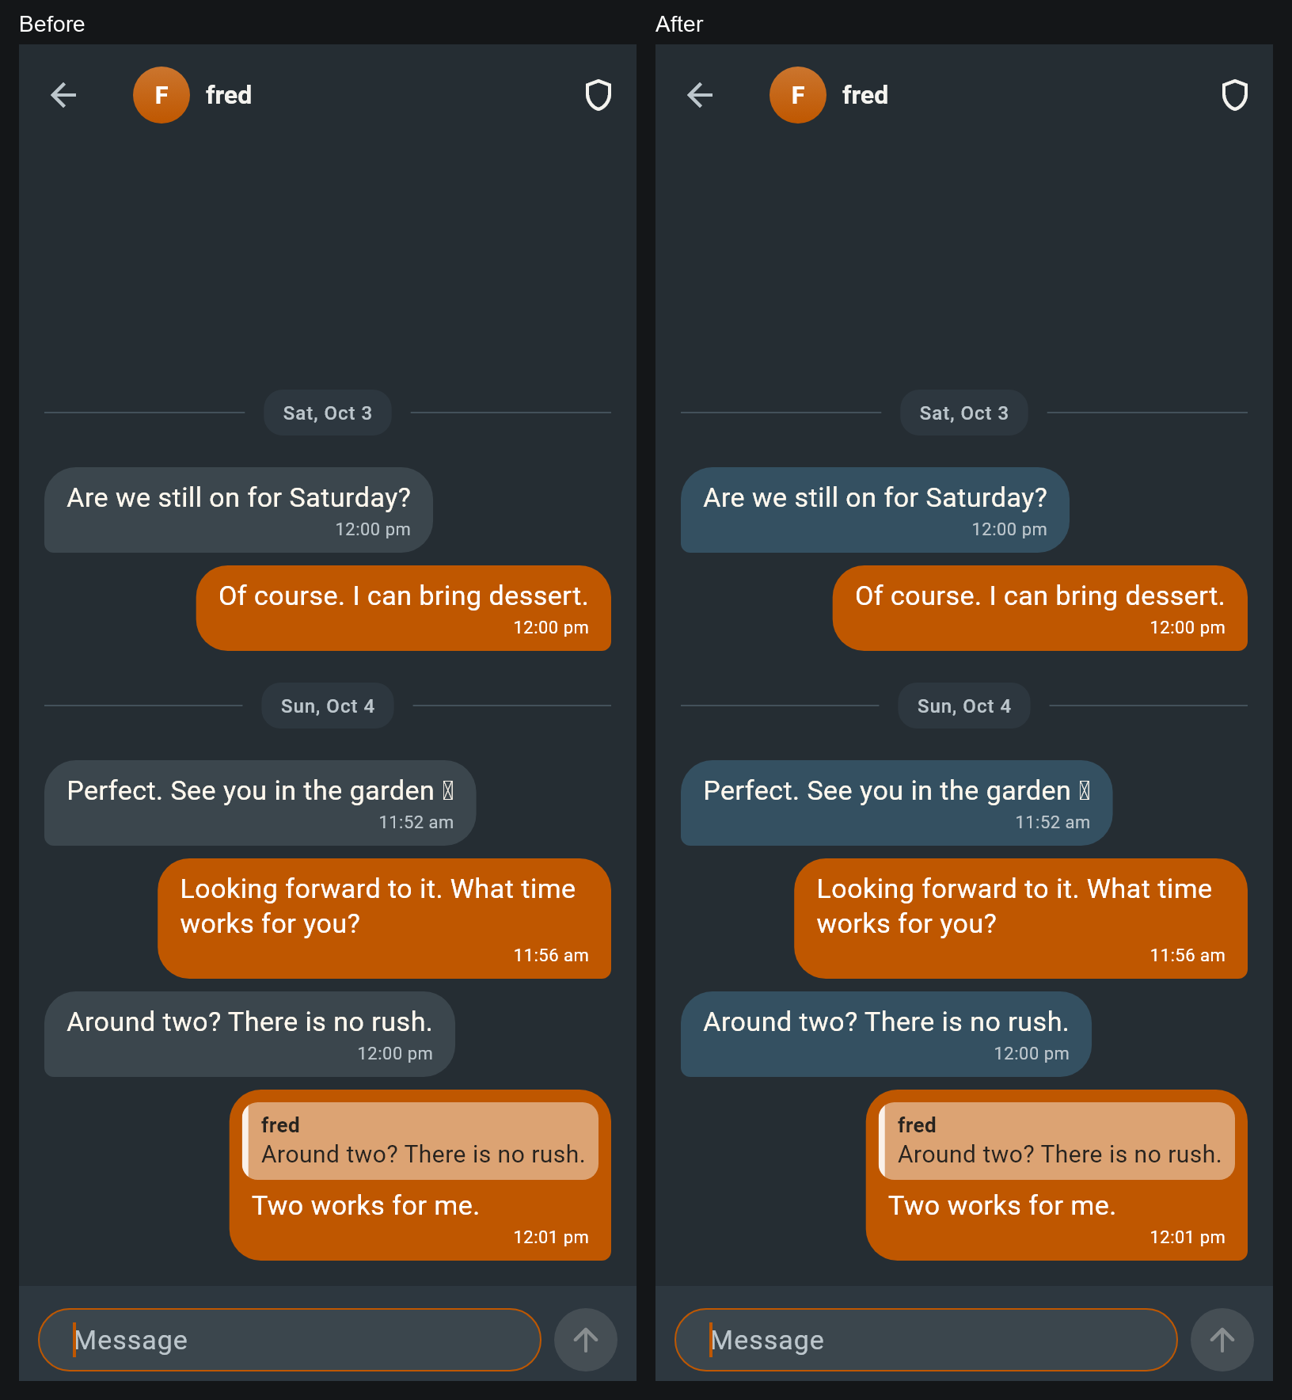 Before
F fred
Sat, Oct 3
Are we still on for Saturday?
12:00 pm
Of course. I can bring dessert.
12:00 pm
Sun, Oct 4
Perfect. See you in the garden
11:52 am
Looking forward to it. What time
works for you?
11:56 am
Around two? There is no rush.
12:00 pm
fred
Around two? There is no rush.
Two works for me.
12:01 pm
Message
After
F fred
Sat, Oct 3
Are we still on for Saturday?
12:00 pm
Of course. I can bring dessert.
12:00 pm
Sun, Oct 4
Perfect. See you in the garden
11:52 am
Looking forward to it. What time
works for you?
11:56 am
Around two? There is no rush.
12:00 pm
fred
Around two? There is no rush.
Two works for me.
12:01 pm
Message